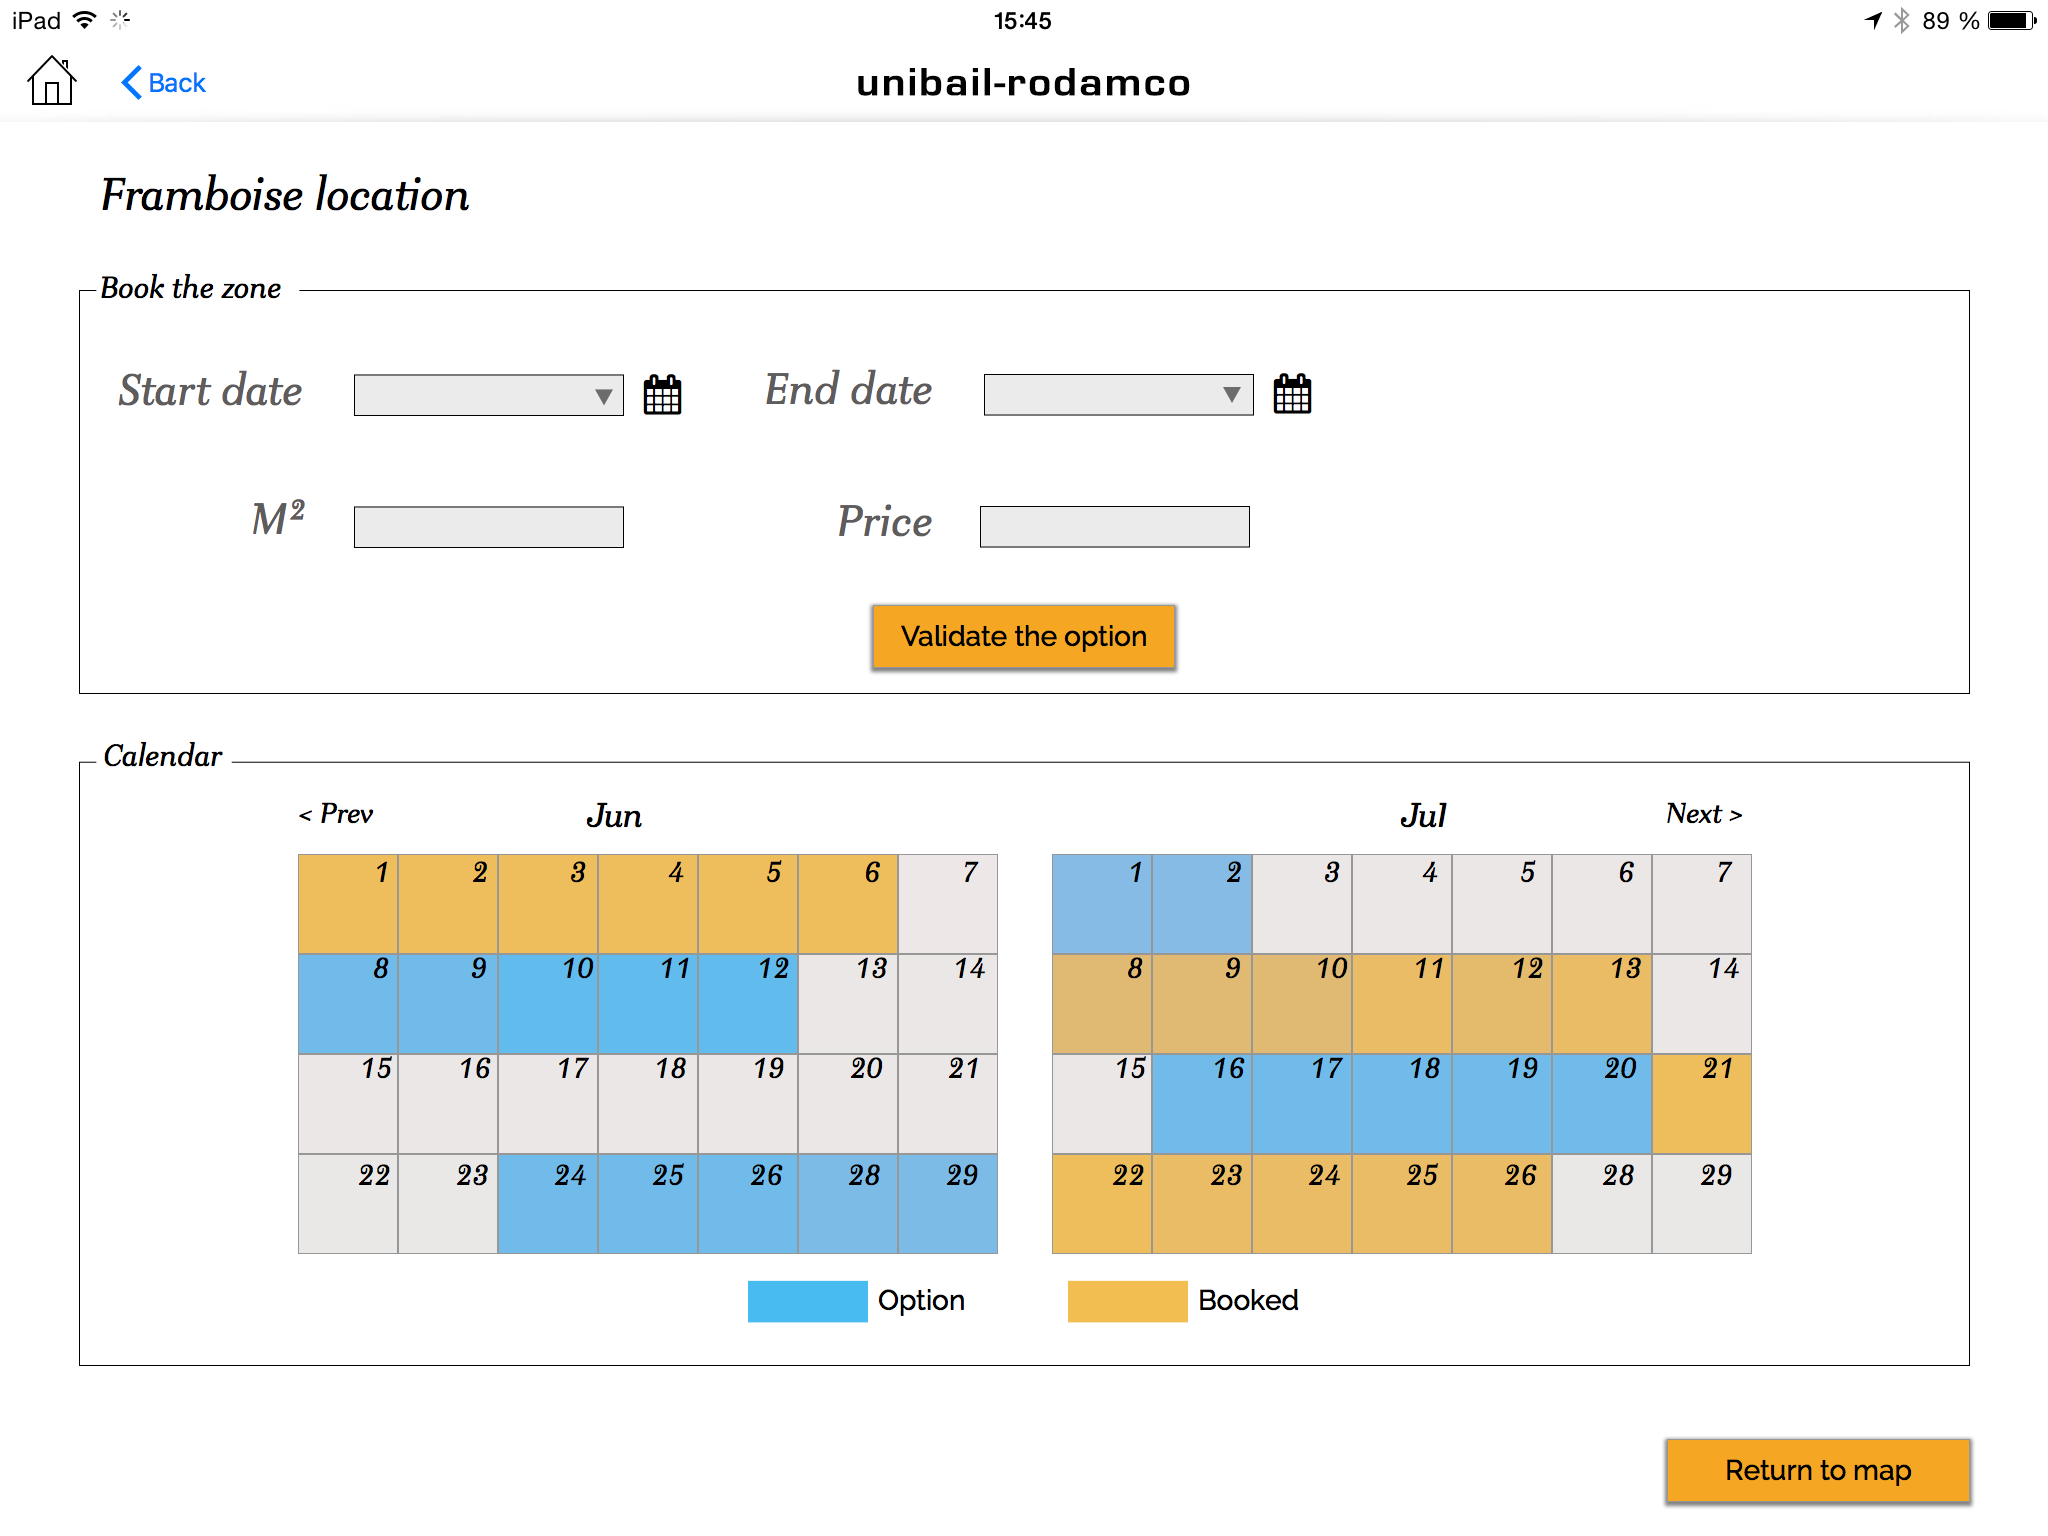 iPad 15:45 89 %
Back unibail-rodamco
Framboise location
Book the zone
Start date End date
M² Price
Validate the option
Calendar
< Prev Jun Jul Next >
1 2 3 4 5 6 7 1 2 3 4 5 6 7
8 9 10 11 12 13 14 8 9 10 11 12 13 14
15 16 17 18 19 20 21 15 16 17 18 19 20 21
22 23 24 25 26 28 29 22 23 24 25 26 28 29
Option Booked
Return to map